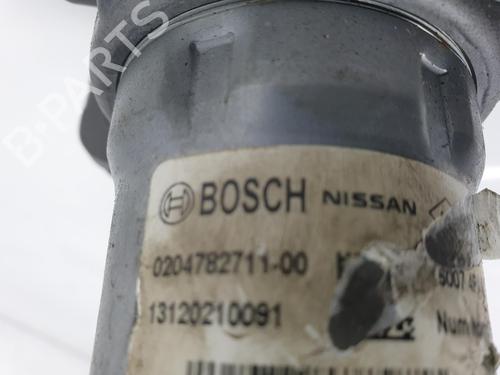 B-PARTS
BOSCH NISSAN
0204782711-00
13120210091 Num